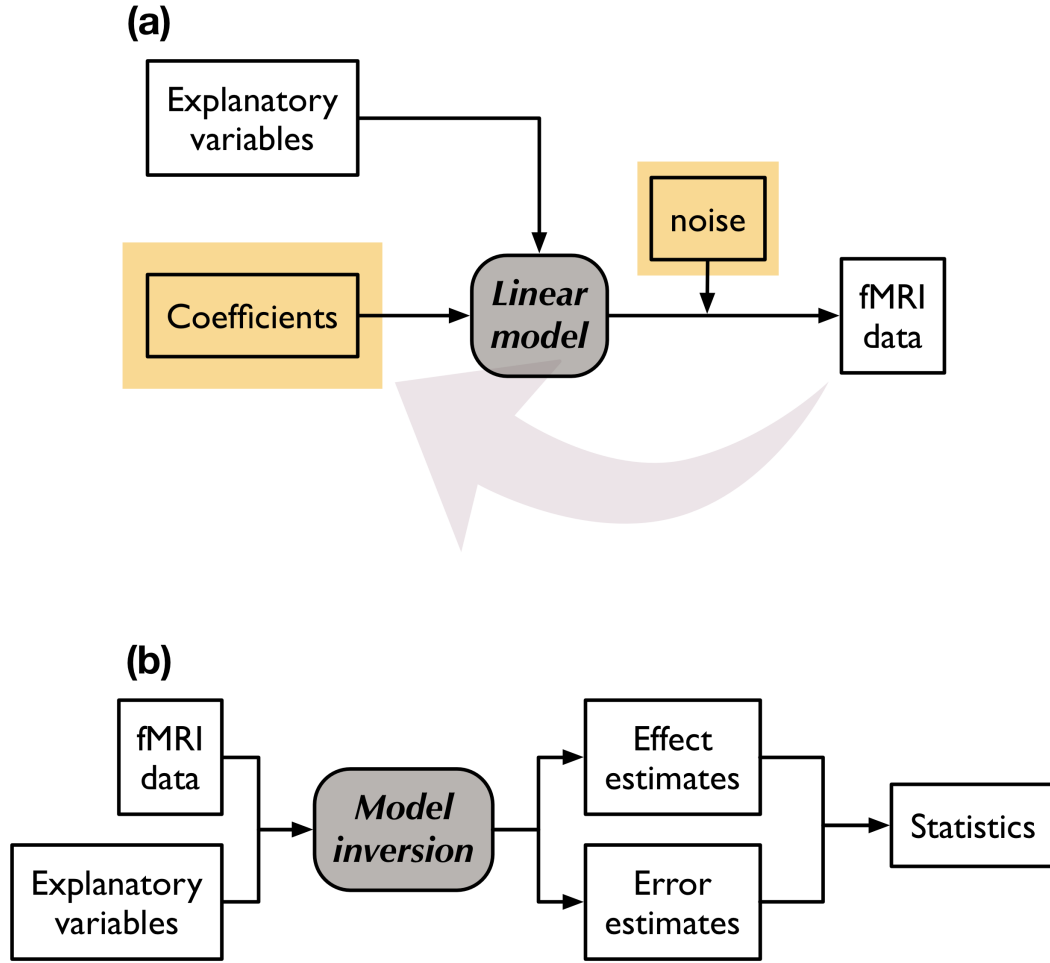 (a)
Explanatory
variables
noise
Coefficients
Linear
model
fMRI
data
(b)
fMRI
data
Explanatory
variables
Model
inversion
Effect
estimates
Error
estimates
Statistics